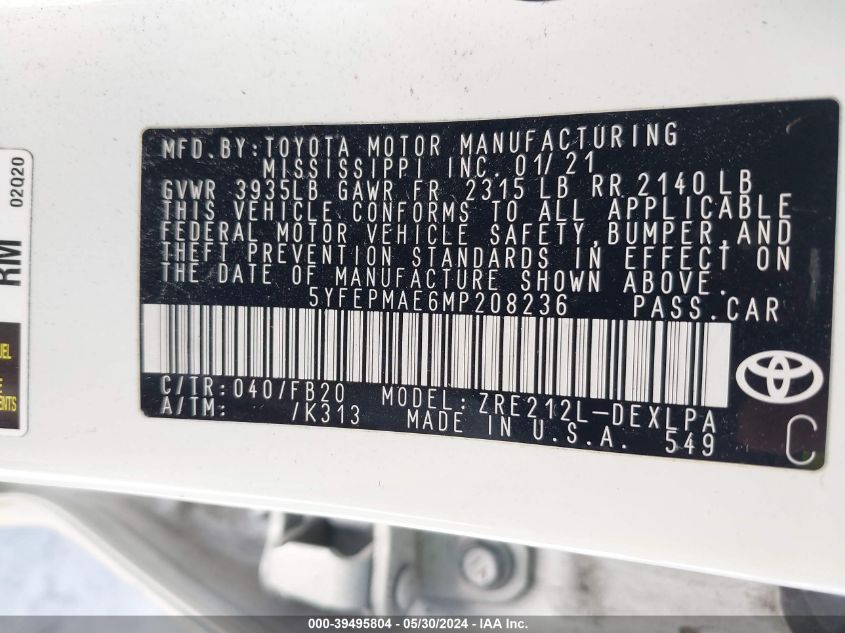 MFD.BY:TOYOTA MOTOR MANUFACTURING
MISSISSIPPI INC. 01/21
GVWR 3935LB GAWR FR 2315 LB RR 2140LB
THIS VEHICLE CONFORMS TO ALL APPLICABLE
FEDERAL MOTOR VEHICLE SAFETY,BUMPER,AND
THEFT PREVENTION STANDARDS IN EFFECT ON
THE DATE OF MANUFACTURE SHOWN ABOVE.
5YFEPMAE6MP208236 PASS.CAR
C/TR:040/FB20 MODEL:ZRE212L-DEXLPA
A/TM: /K313 MADE IN U.S.A. 549
C
02020
RM
000-39495804 - 05/30/2024 - IAA Inc.